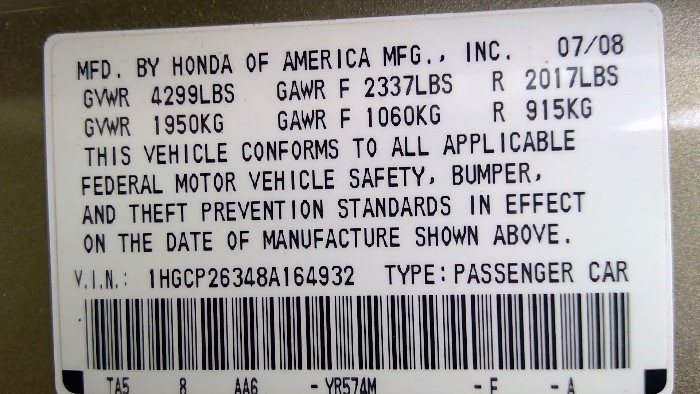 MFD. BY HONDA OF AMERICA MFG., INC. 07/08
GVWR 4299LBS GAWR F 2337LBS R 2017LBS
GVWR 1950KG GAWR F 1060KG R 915KG
THIS VEHICLE CONFORMS TO ALL APPLICABLE
FEDERAL MOTOR VEHICLE SAFETY, BUMPER,
AND THEFT PREVENTION STANDARDS IN EFFECT
ON THE DATE OF MANUFACTURE SHOWN ABOVE.
V.I.N.: 1HGCP26348A164932 TYPE: PASSENGER CAR
TA5 8 AA6 - YR574M - F - A